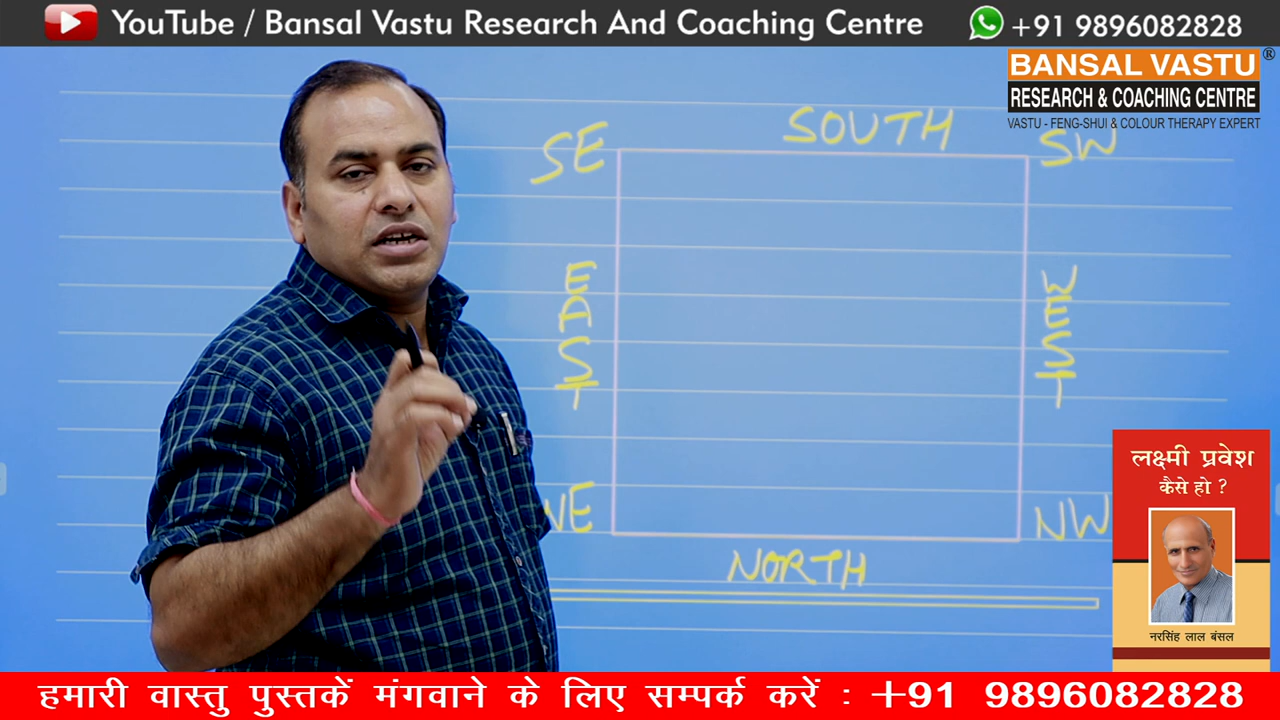 YouTube / Bansal Vastu Research And Coaching Centre
+91 9896082828
BANSAL VASTU ®
RESEARCH & COACHING CENTRE
VASTU - FENG-SHUI & COLOUR THERAPY EXPERT
SE
SOUTH
SW
EAST
WEST
NE
NORTH
NW
लक्ष्मी प्रवेश
कैसे हो ?
नरसिंह लाल बंसल
हमारी वास्तु पुस्तकें मंगवाने के लिए सम्पर्क करें : +91 9896082828